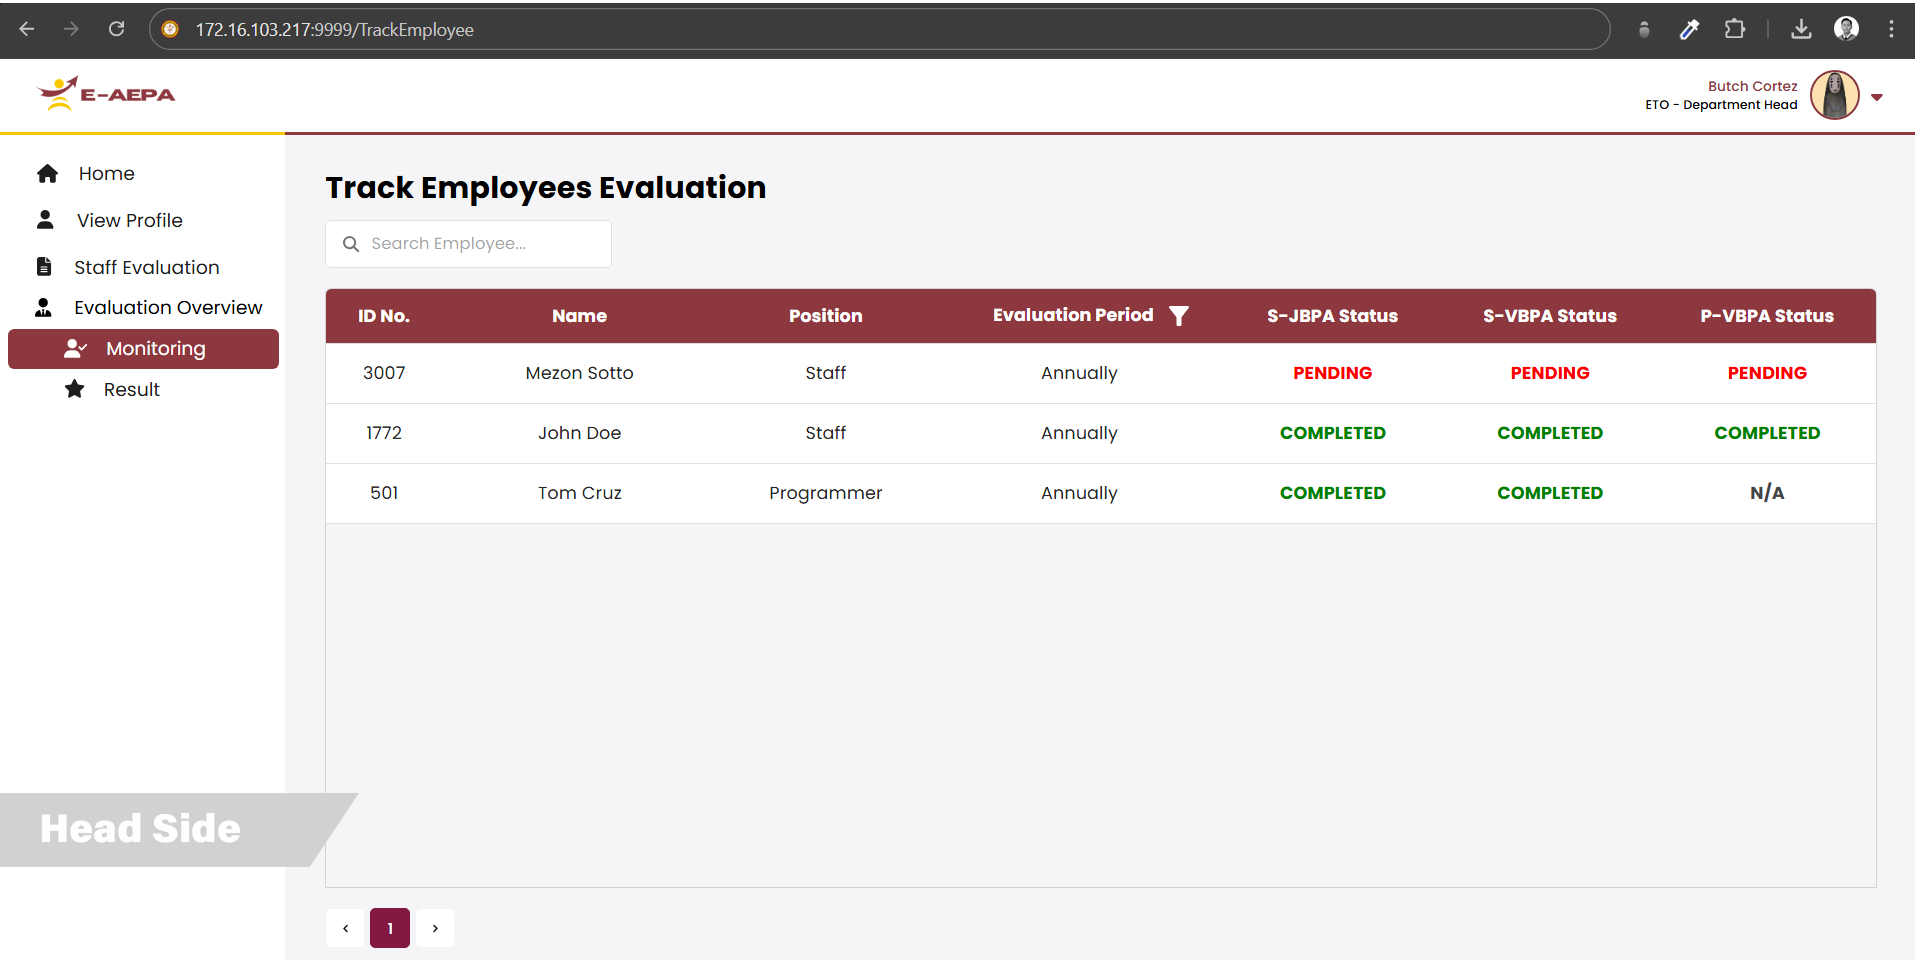 172.16.103.217:9999/TrackEmployee
E-AEPA
Butch Cortez
ETO - Department Head
Home
View Profile
Staff Evaluation
Evaluation Overview
Monitoring
Result
Track Employees Evaluation
Search Employee...
ID No. Name Position Evaluation Period S-JBPA Status S-VBPA Status P-VBPA Status
3007 Mezon Sotto Staff Annually PENDING PENDING PENDING
1772 John Doe Staff Annually COMPLETED COMPLETED COMPLETED
501 Tom Cruz Programmer Annually COMPLETED COMPLETED N/A
Head Side
‹ 1 ›